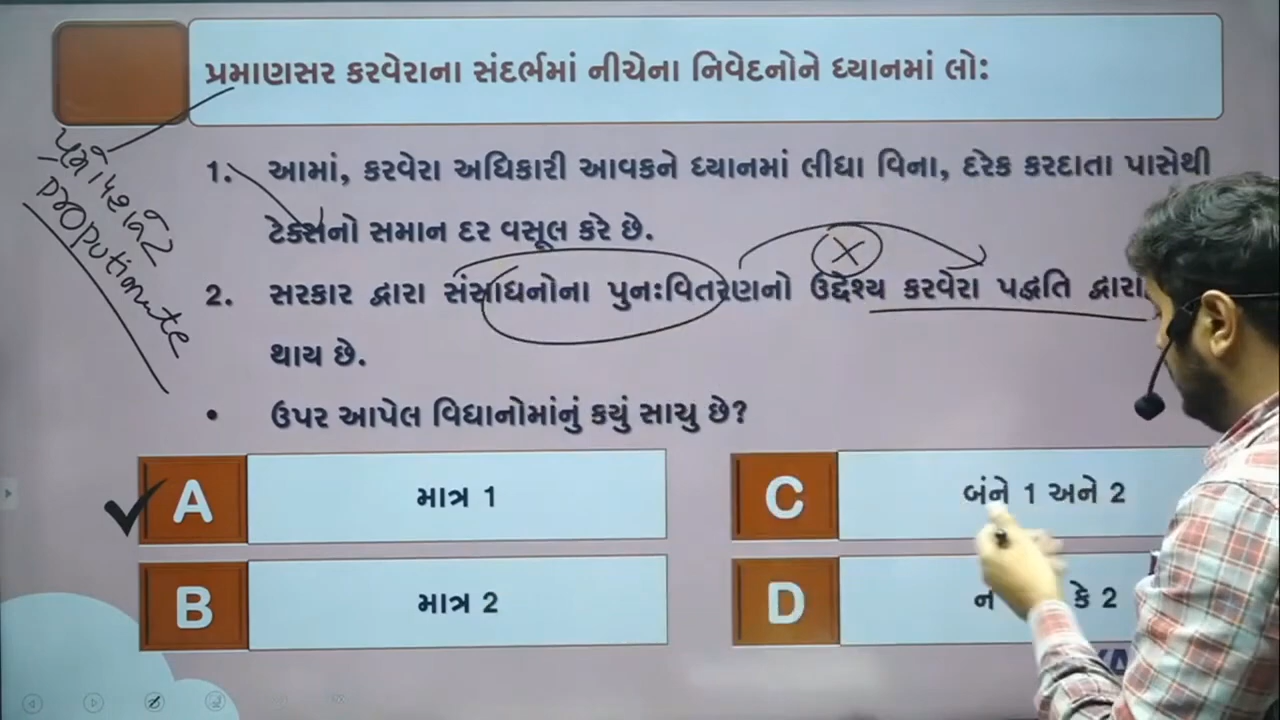 પ્રમાણસર કરવેરાના સંદર્ભમાં નીચેના નિવેદનોને ધ્યાનમાં લો:
પ્રમોશનેટ
proputionate
1. આમાં, કરવેરા અધિકારી આવકને ધ્યાનમાં લીધા વિના, દરેક કરદાતા પાસેથી
ટેક્સનો સમાન દર વસૂલ કરે છે.
2. સરકાર દ્વારા સંસાધનોના પુનઃવિતરણનો ઉદ્દેશ્ય કરવેરા પદ્ધતિ દ્વારા
થાય છે.
• ઉપર આપેલ વિધાનોમાંનું કયું સાચુ છે?
A માત્ર 1
C બંને 1 અને 2
B માત્ર 2
D ન કે 2